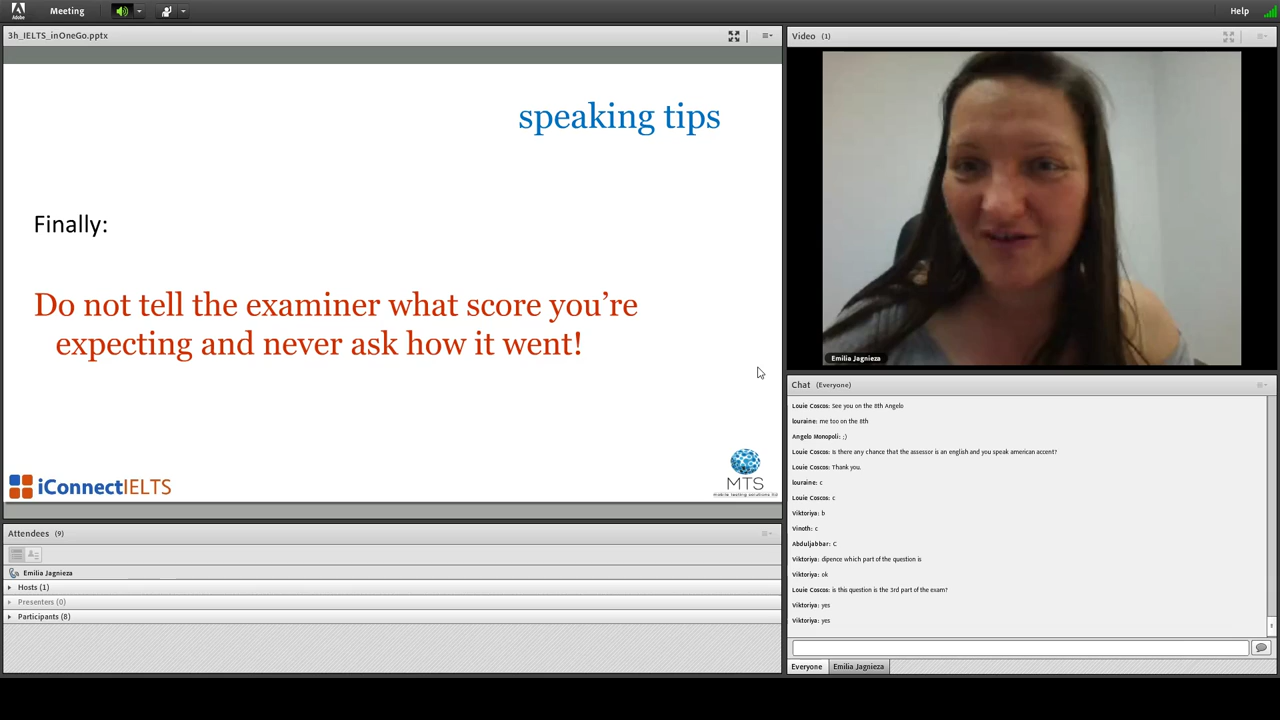 Adobe
Meeting
Help
3h_IELTS_inOneGo.pptx
speaking tips
Finally:
Do not tell the examiner what score you’re
expecting and never ask how it went!
iConnectIELTS
MTS
mobile testing solutions ltd
Attendees (9)
Emilia Jagnieza
Hosts (1)
Presenters (0)
Participants (8)
Video (1)
Emilia Jagnieza
Chat (Everyone)
Louie Coscos: See you on the 8th Angelo
louraine: me too on the 8th
Angelo Monopoli: ;)
Louie Coscos: Is there any chance that the assessor is an english and you speak american accent?
Louie Coscos: Thank you.
louraine: c
Louie Coscos: c
Viktoriya: b
Vinoth: c
Abduljabbar: C
Viktoriya: dipence which part of the question is
Viktoriya: ok
Louie Coscos: is this question is the 3rd part of the exam?
Viktoriya: yes
Viktoriya: yes
Everyone
Emilia Jagnieza